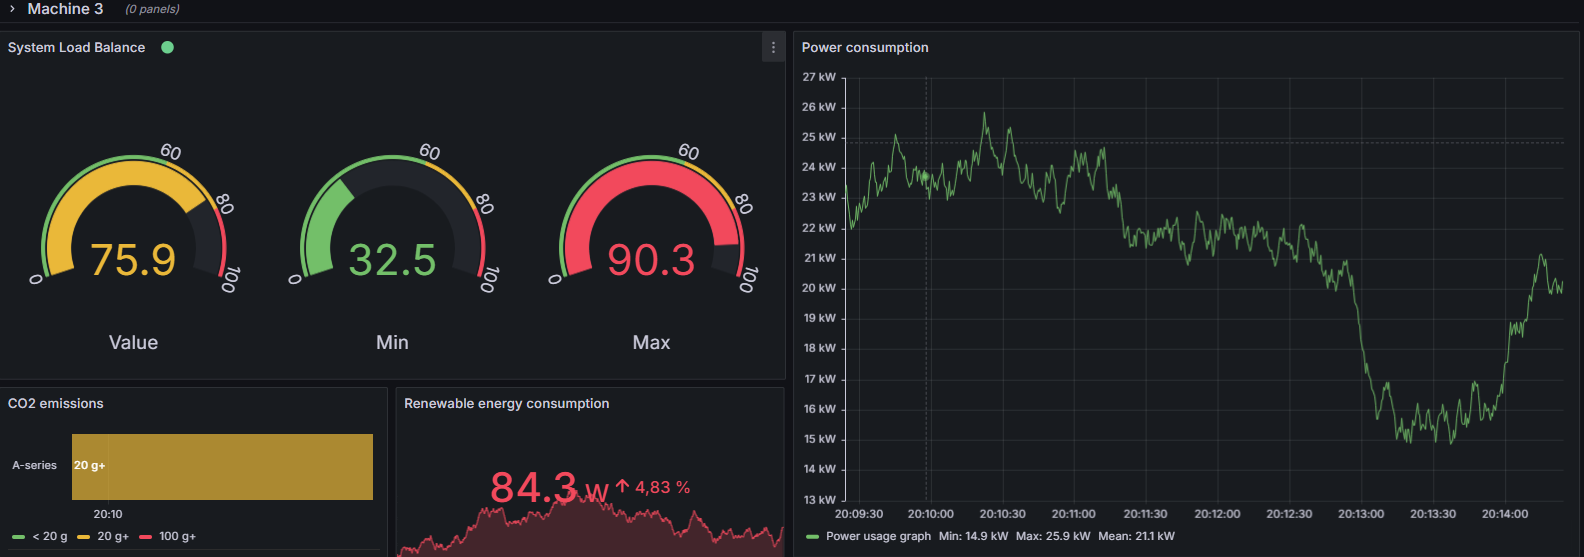 Machine 3 (0 panels)
System Load Balance
60
80
0
100
75.9
Value
60
80
0
100
32.5
Min
60
80
0
100
90.3
Max
Power consumption
27 kW
26 kW
25 kW
24 kW
23 kW
22 kW
21 kW
20 kW
19 kW
18 kW
17 kW
16 kW
15 kW
14 kW
13 kW
20:09:30 20:10:00 20:10:30 20:11:00 20:11:30 20:12:00 20:12:30 20:13:00 20:13:30 20:14:00
Power usage graph Min: 14.9 kW Max: 25.9 kW Mean: 21.1 kW
CO2 emissions
A-series 20 g+
20:10
< 20 g 20 g+ 100 g+
Renewable energy consumption
84.3 w 4,83 %